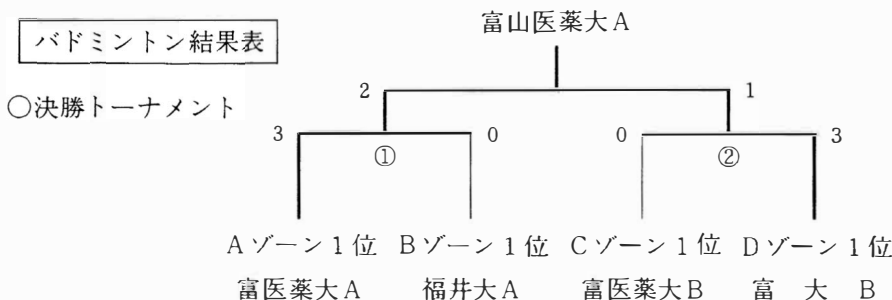 富山医薬大A
バドミントン結果表
○決勝トーナメント
2 1
3 0 0 3
① ②
Aゾーン1位 Bゾーン1位 Cゾーン1位 Dゾーン1位
富医薬大A 福井大A 富医薬大B 富 大 B